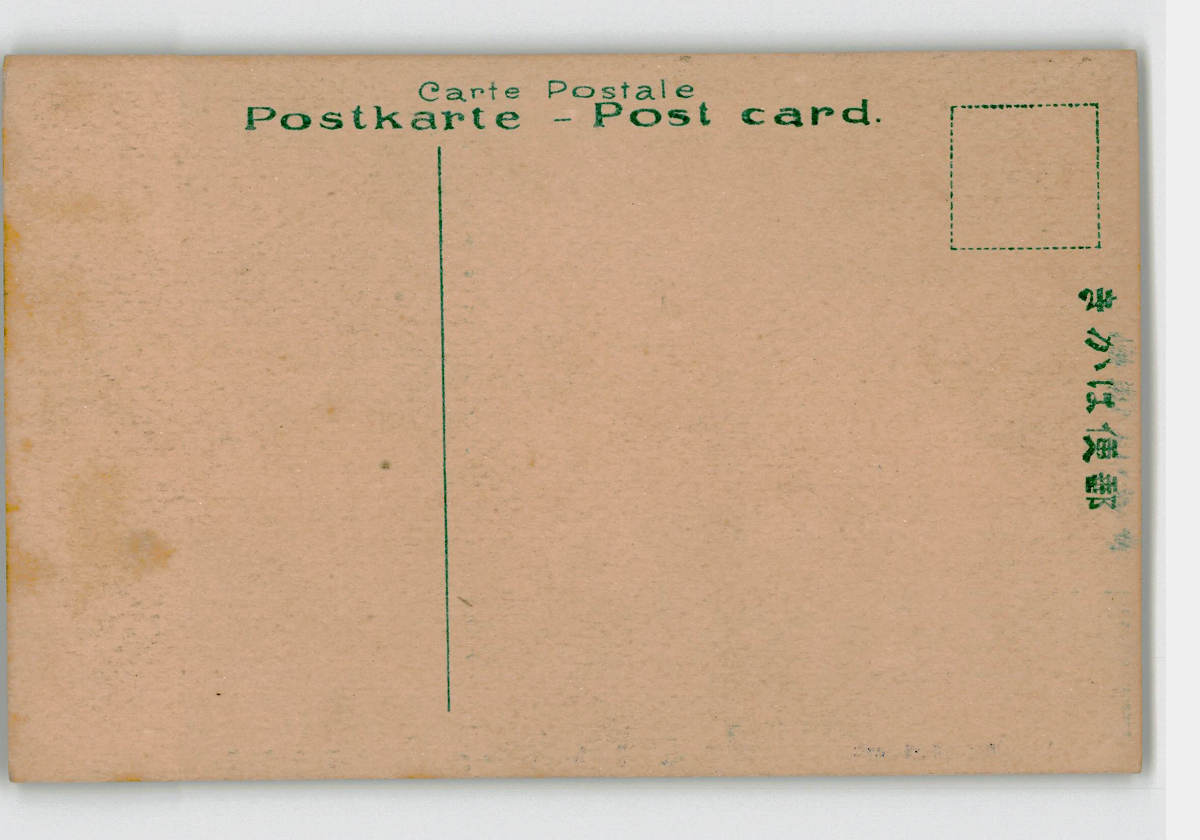 Carte Postale
Postkarte - Post card.
きかは便郵